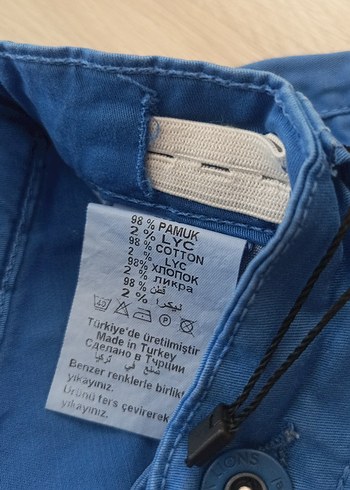 98 % PAMUK
2 % LYC
98 % COTTON
2 % LYC
98% ХЛОПОК
2 % ликра
98 % قطن
2 % ليكرا
Türkiye'de üretilmiştir
Made in Turkey
Сделано в Турции
صنع في تركيا
Benzer renklerle birlikte
yıkayınız.
Ürünü ters çevirerek
yıkayınız.